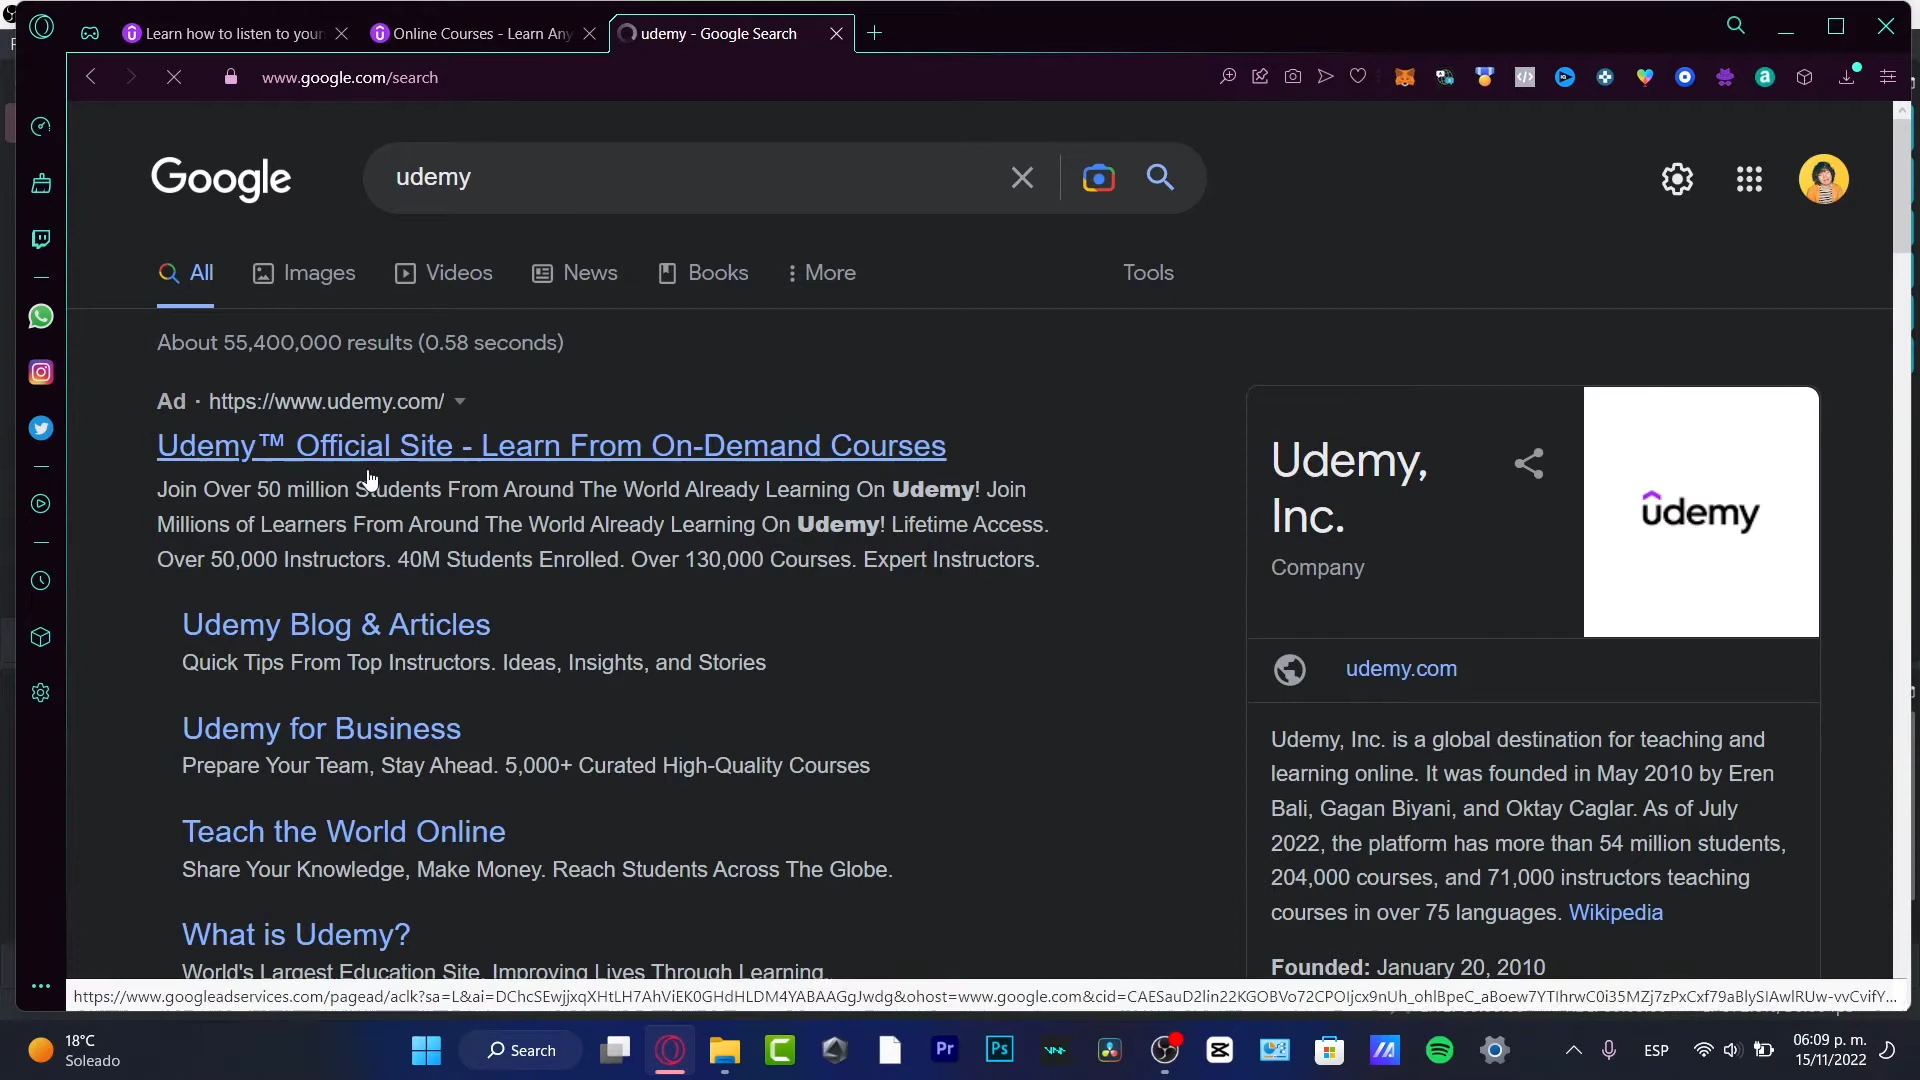 Learn how to listen to your
Online Courses - Learn Any
udemy - Google Search
www.google.com/search
Google
udemy
All
Images
Videos
News
Books
More
Tools
About 55,400,000 results (0.58 seconds)
Ad · https://www.udemy.com/
Udemy™ Official Site - Learn From On-Demand Courses
Join Over 50 million Students From Around The World Already Learning On Udemy! Join
Millions of Learners From Around The World Already Learning On Udemy! Lifetime Access.
Over 50,000 Instructors. 40M Students Enrolled. Over 130,000 Courses. Expert Instructors.
Udemy Blog & Articles
Quick Tips From Top Instructors. Ideas, Insights, and Stories
Udemy for Business
Prepare Your Team, Stay Ahead. 5,000+ Curated High-Quality Courses
Teach the World Online
Share Your Knowledge, Make Money. Reach Students Across The Globe.
What is Udemy?
World's Largest Education Site, Improving Lives Through Learning.
Udemy,
Inc.
Company
udemy
udemy.com
Udemy, Inc. is a global destination for teaching and
learning online. It was founded in May 2010 by Eren
Bali, Gagan Biyani, and Oktay Caglar. As of July
2022, the platform has more than 54 million students,
204,000 courses, and 71,000 instructors teaching
courses in over 75 languages. Wikipedia
Founded: January 20, 2010
18°C
Soleado
Search
Pr
Ps
ESP
06:09 p. m.
15/11/2022